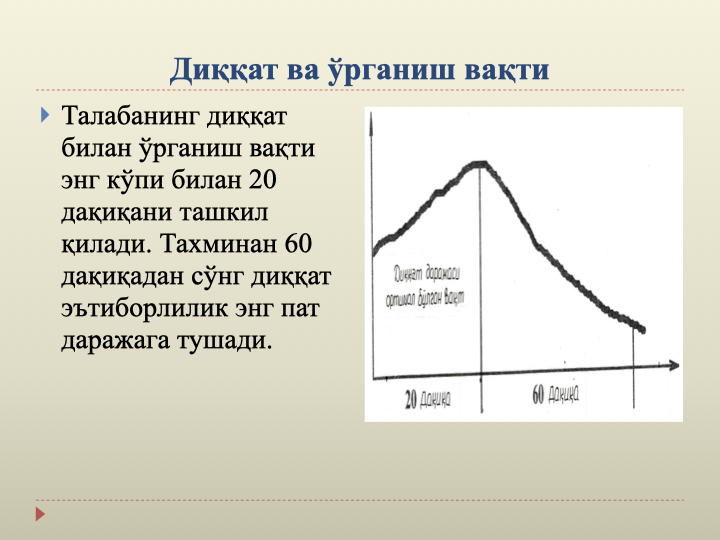 Диққат ва ўрганиш вақти
Талабанинг диққат
билан ўрганиш вақти
энг кўпи билан 20
дақиқани ташкил
қилади. Тахминан 60
дақиқадан сўнг диққат
эътиборлилик энг пат
даражага тушади.
Диққат даражаси
ортимал бўлган вақт
20 дақиқа
60 дақиқа